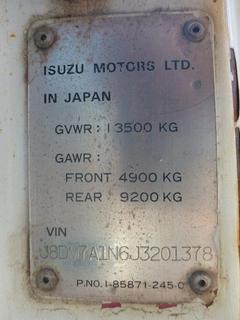 ISUZU MOTORS LTD.
IN JAPAN
GVWR : 13500 KG
GAWR :
FRONT 4900 KG
REAR 9200 KG
VIN
J8DV7A1N6J3201378
P.NO.1-85871-245-0